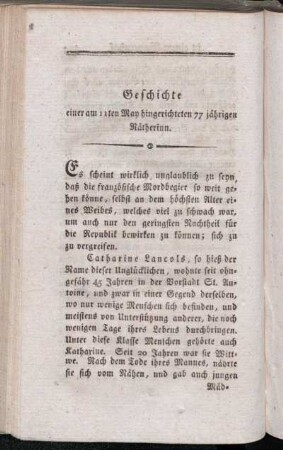 Geschichte
einer am 11ten May hingerichteten 77 jährigen
Nätherinn.
Es scheint wirklich, unglaublich zu seyn,
daß die französische Mordbegier so weit ge-
hen könne, selbst an dem höchsten Alter ei-
nes Weibes, welches viel zu schwach war,
um auch nur den geringsten Nachtheil für
die Republik bewirken zu können; sich zu
zu vergreifen.
Catharine Lancols, so hieß der
Name dieser Unglücklichen, wohnte seit ohn-
gefähr 45 Jahren in der Vorstadt St. An-
toine, und zwar in einer Gegend derselben,
wo nur wenige Menschen sich befinden, und
meistens von Unterstützung anderer, die noch
wenigen Tage ihres Lebens durchbringen.
Unter diese Klasse Menschen gehörte auch
Katharine. Seit 20 Jahren war sie Witt-
we. Nach dem Tode ihres Mannes, nährte
sie sich vom Nähen, und gab auch jungen
Mäd-